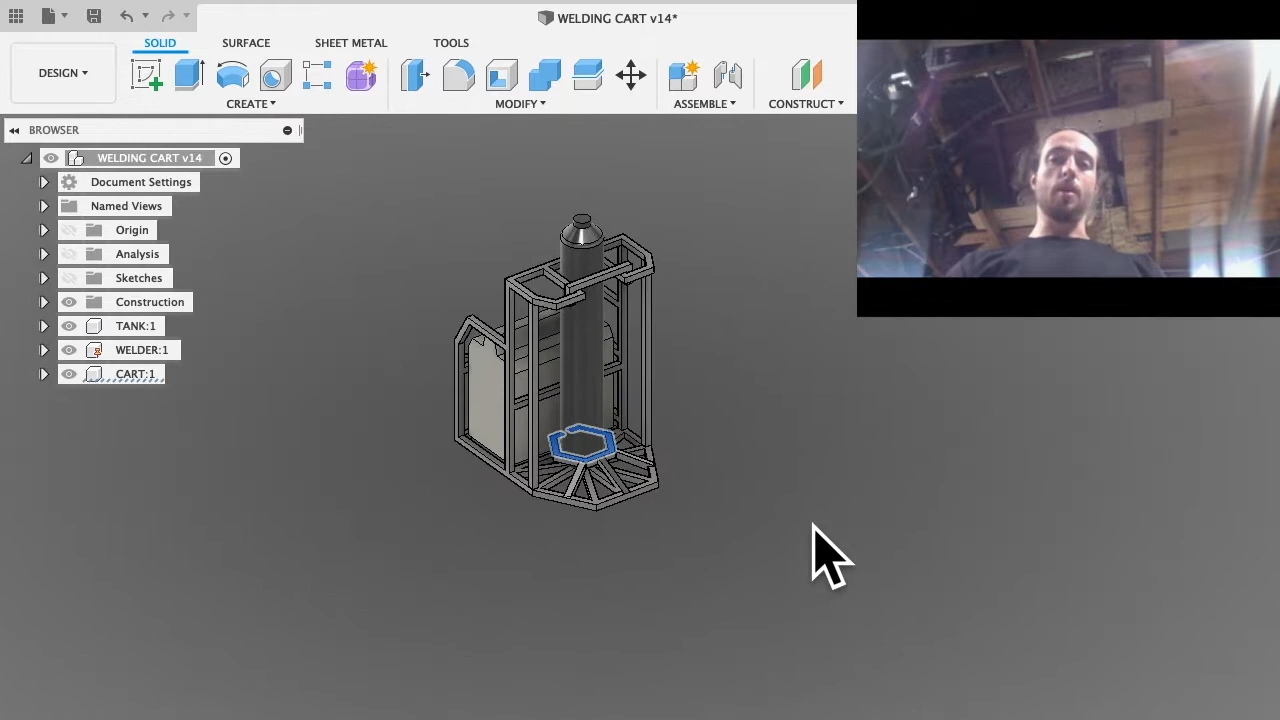 WELDING CART v14*
SOLID SURFACE SHEET METAL TOOLS
DESIGN
CREATE MODIFY ASSEMBLE CONSTRUCT
BROWSER
WELDING CART v14
Document Settings
Named Views
Origin
Analysis
Sketches
Construction
TANK:1
WELDER:1
CART:1